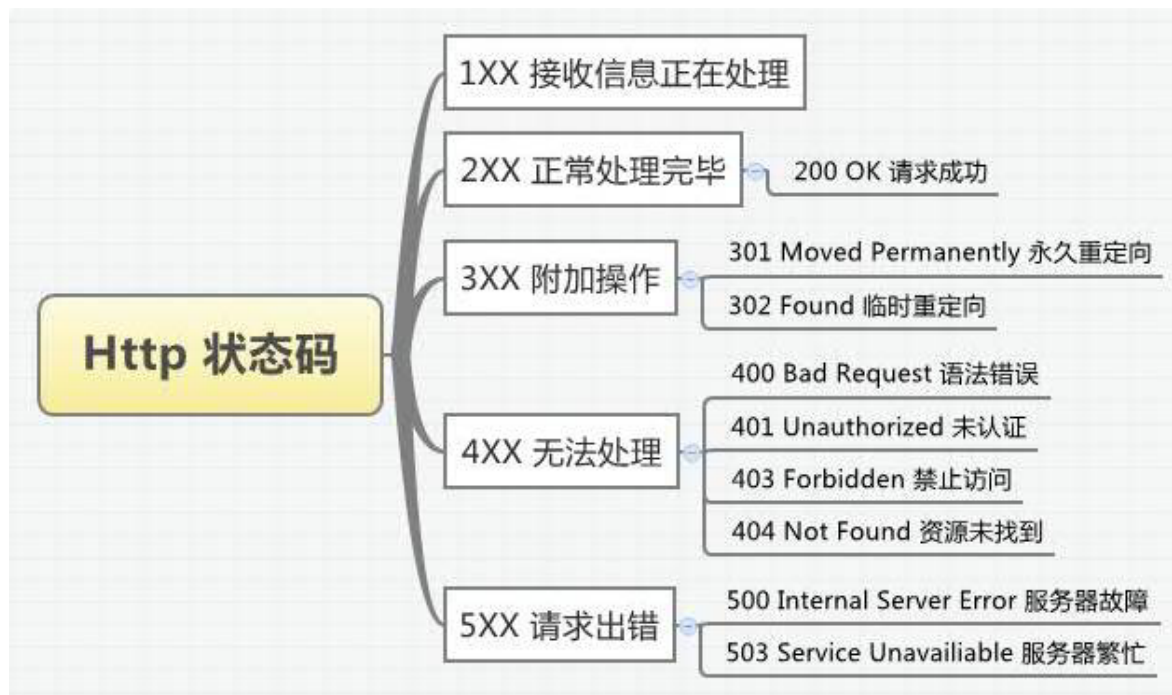 Http 状态码
1XX 接收信息正在处理
2XX 正常处理完毕
200 OK 请求成功
3XX 附加操作
301 Moved Permanently 永久重定向
302 Found 临时重定向
4XX 无法处理
400 Bad Request 语法错误
401 Unauthorized 未认证
403 Forbidden 禁止访问
404 Not Found 资源未找到
5XX 请求出错
500 Internal Server Error 服务器故障
503 Service Unavailiable 服务器繁忙